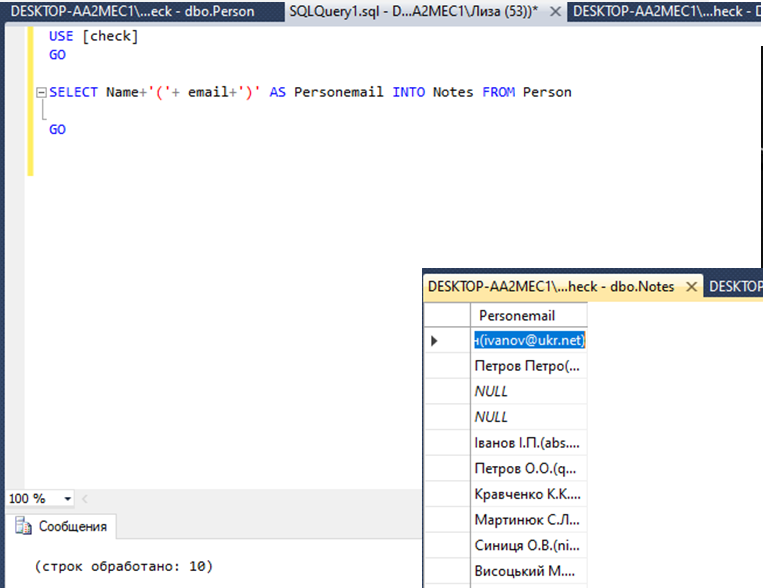 DESKTOP-AA2MEC1\...eck - dbo.Person
SQLQuery1.sql - D...A2MEC1\Лиза (53))*
DESKTOP-AA2MEC1\...heck - D
USE [check]
GO
SELECT Name+'('+ email+')' AS Personemail INTO Notes FROM Person
GO
DESKTOP-AA2MEC1\...heck - dbo.Notes
DESKTOP
Personemail
н(ivanov@ukr.net)
Петров Петро(...
NULL
NULL
Іванов І.П.(abs....
Петров О.О.(q...
Кравченко К.К....
Мартинюк С.Л...
Синиця О.В.(ni...
Висоцький М....
100 %
Сообщения
(строк обработано: 10)